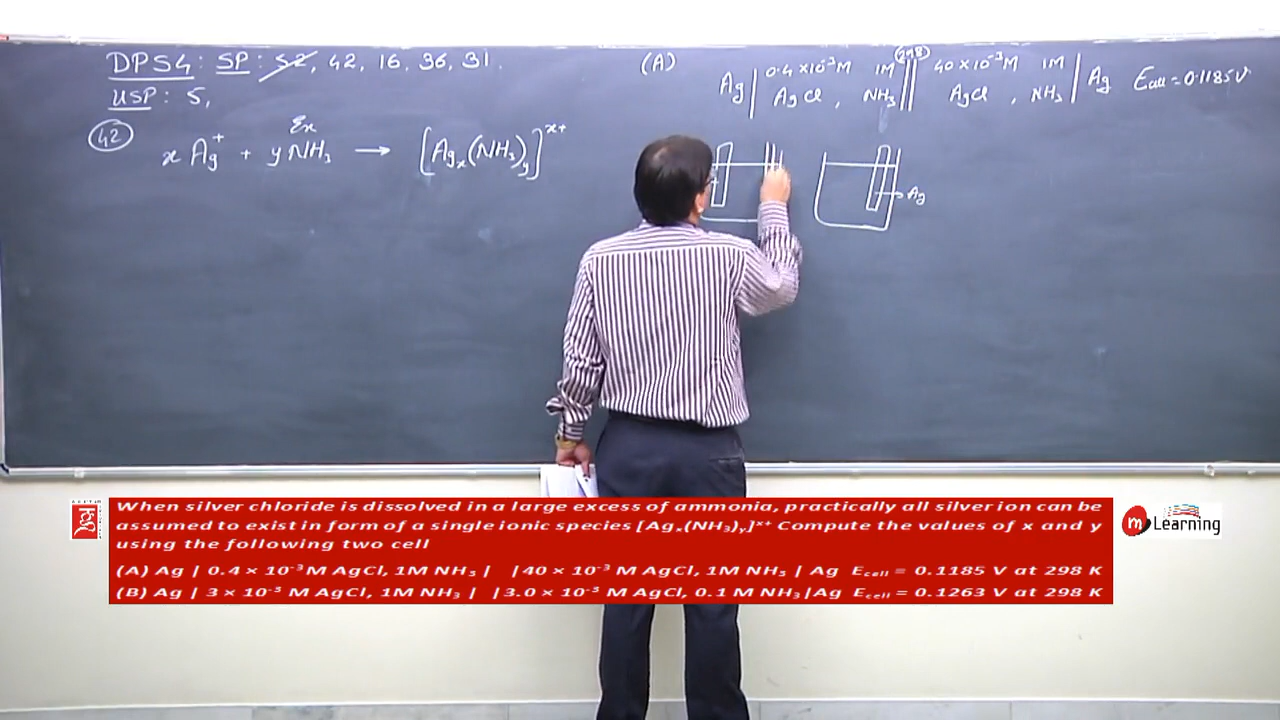 DPS4: SP: 52, 42, 16, 36, 31.
USP: 5,
(42) Ex
x Ag⁺ + y NH₃ → [Agₓ(NH₃)ᵧ]ˣ⁺
(A) Ag | 0.4×10⁻³M AgCl, 1M NH₃ || (298) 40×10⁻³M AgCl, 1M NH₃ | Ag Ecell = 0.1185V
Ag
When silver chloride is dissolved in a large excess of ammonia, practically all silver ion can be
assumed to exist in form of a single ionic species [Agₓ(NH₃)ᵧ]ˣ⁺ Compute the values of x and y
using the following two cell
(A) Ag | 0.4 × 10⁻³ M AgCl, 1M NH₃ | | 40 × 10⁻³ M AgCl, 1M NH₃ | Ag Ecell = 0.1185 V at 298 K
(B) Ag | 3 × 10⁻³ M AgCl, 1M NH₃ | | 3.0 × 10⁻³ M AgCl, 0.1 M NH₃ | Ag Ecell = 0.1263 V at 298 K
m Learning